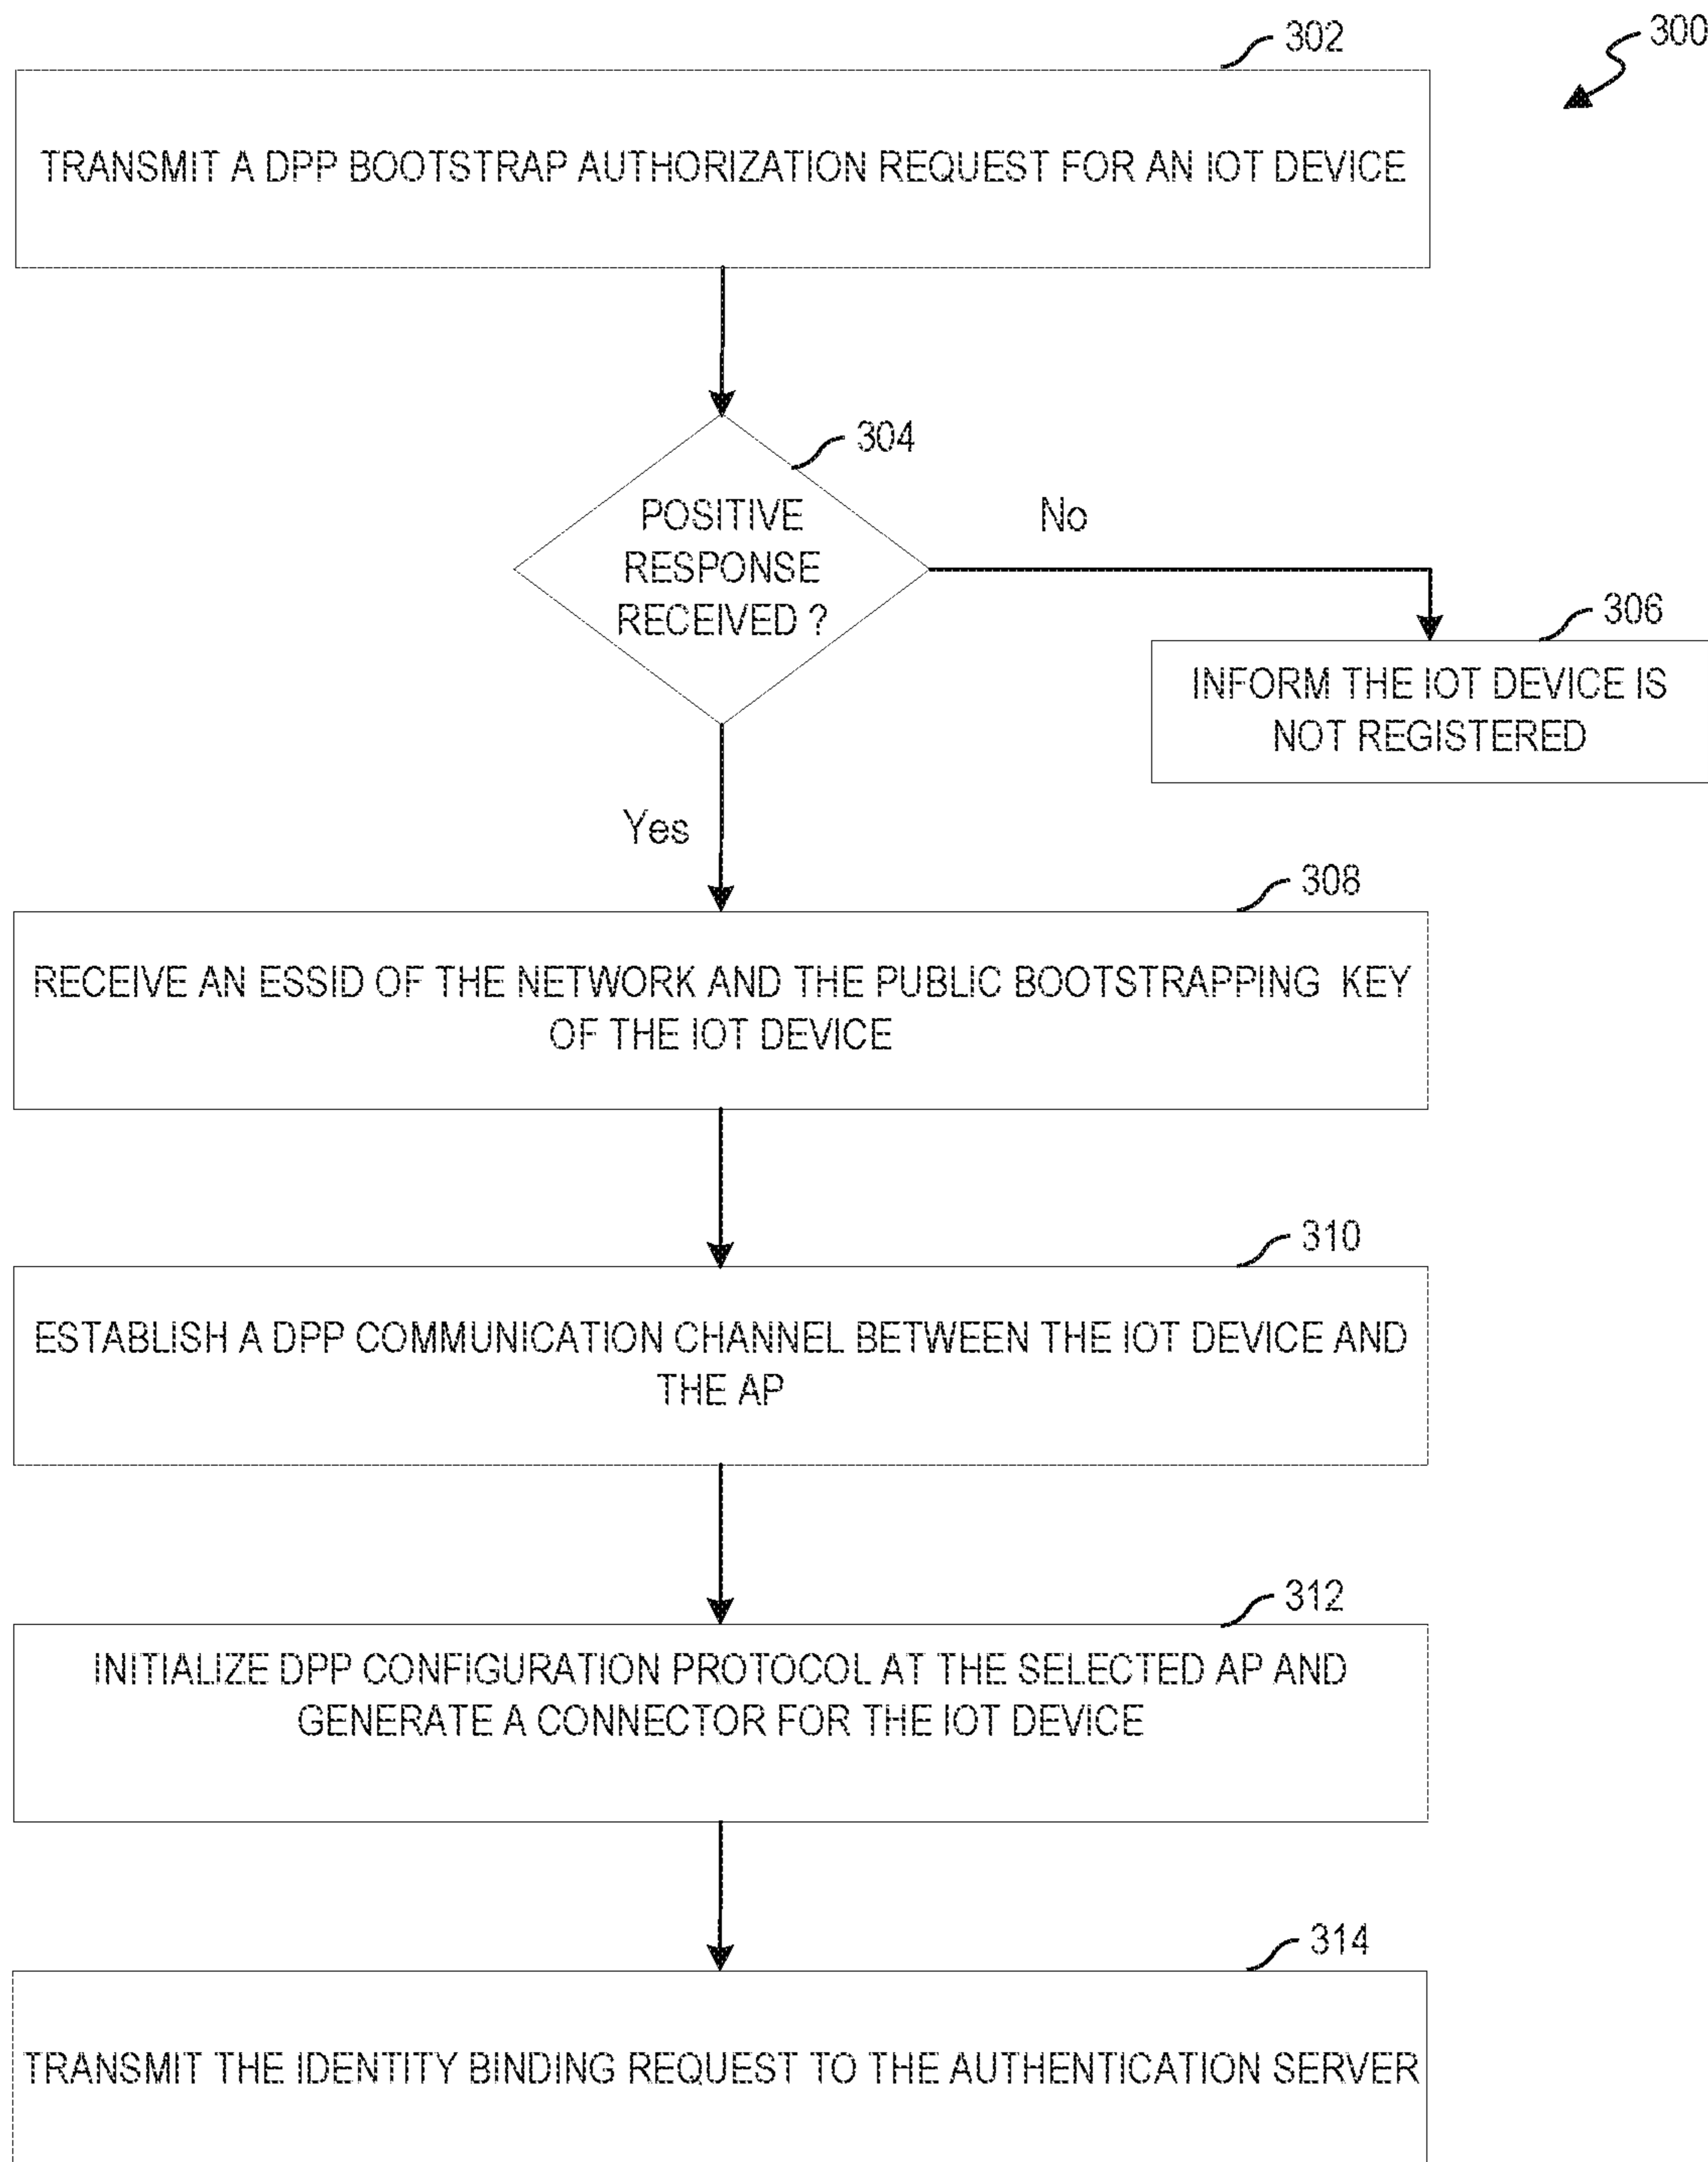 302
300
TRANSMIT A DPP BOOTSTRAP AUTHORIZATION REQUEST FOR AN IOT DEVICE
304
POSITIVE
RESPONSE
RECEIVED ?
No
306
INFORM THE IOT DEVICE IS
NOT REGISTERED
Yes
308
RECEIVE AN ESSID OF THE NETWORK AND THE PUBLIC BOOTSTRAPPING KEY
OF THE IOT DEVICE
310
ESTABLISH A DPP COMMUNICATION CHANNEL BETWEEN THE IOT DEVICE AND
THE AP
312
INITIALIZE DPP CONFIGURATION PROTOCOL AT THE SELECTED AP AND
GENERATE A CONNECTOR FOR THE IOT DEVICE
314
TRANSMIT THE IDENTITY BINDING REQUEST TO THE AUTHENTICATION SERVER